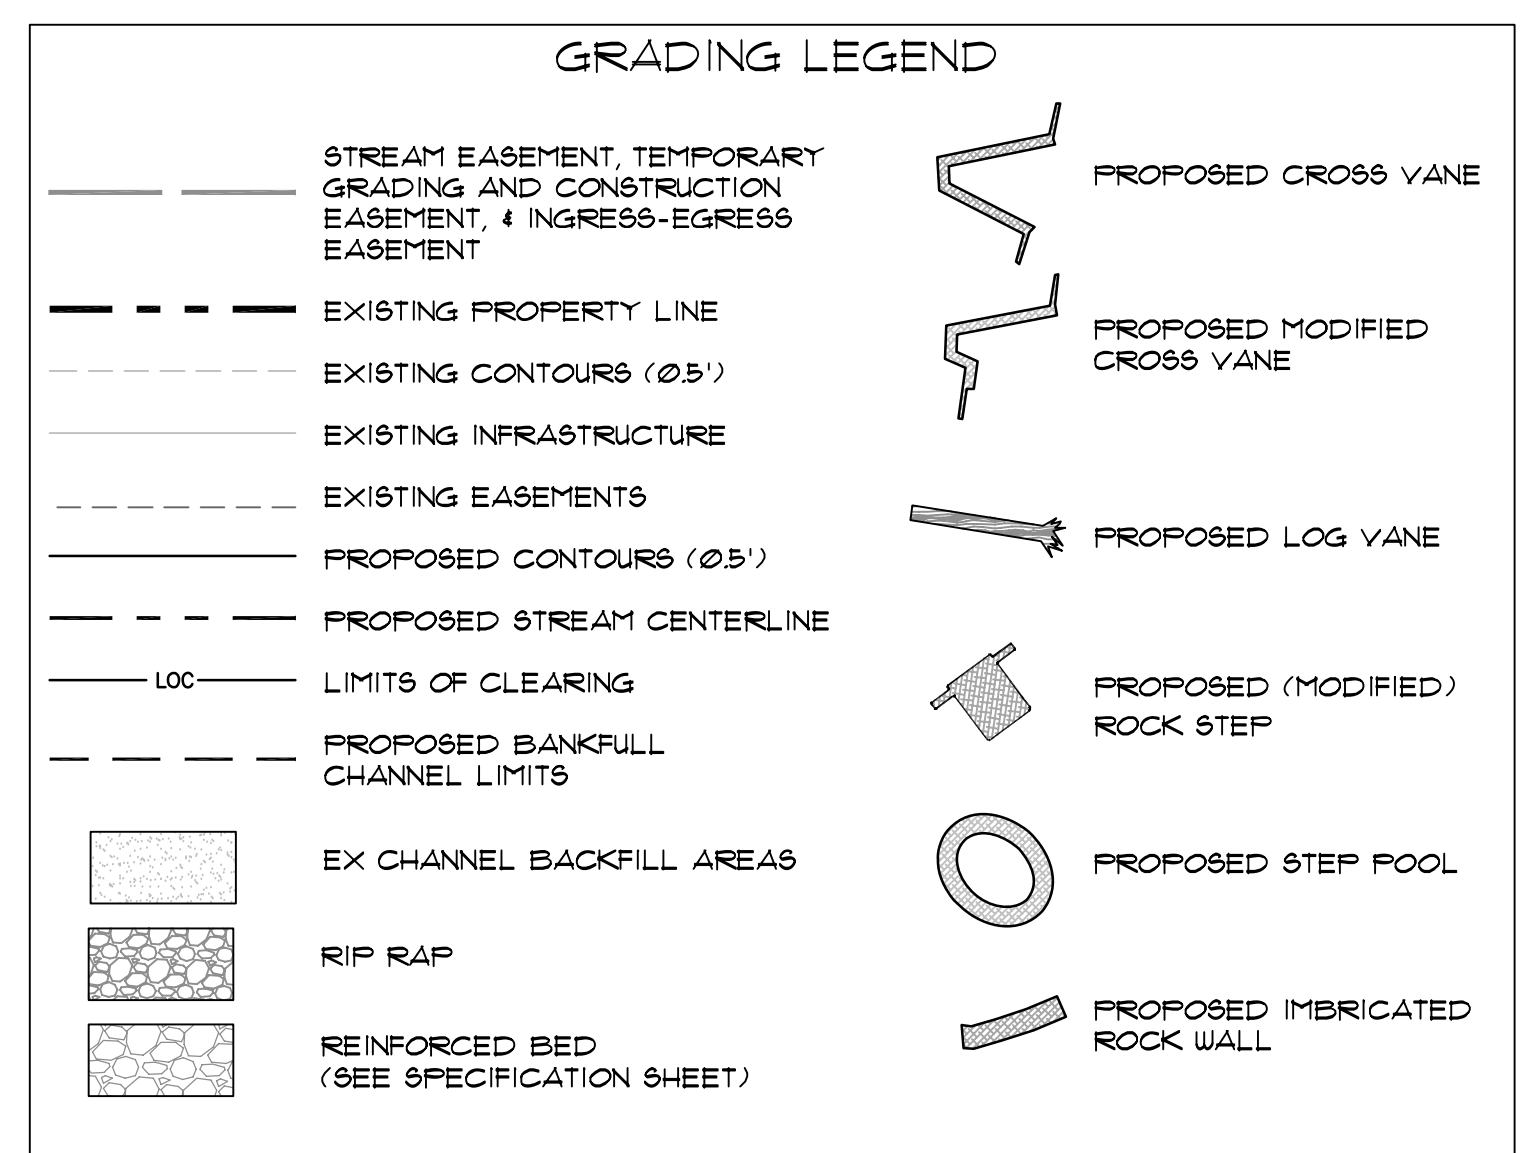 GRADING LEGEND
STREAM EASEMENT, TEMPORARY
GRADING AND CONSTRUCTION
EASEMENT, & INGRESS-EGRESS
EASEMENT
EXISTING PROPERTY LINE
EXISTING CONTOURS (0.5')
EXISTING INFRASTRUCTURE
EXISTING EASEMENTS
PROPOSED CONTOURS (0.5')
PROPOSED STREAM CENTERLINE
LOC
LIMITS OF CLEARING
PROPOSED BANKFULL
CHANNEL LIMITS
EX CHANNEL BACKFILL AREAS
RIP RAP
REINFORCED BED
(SEE SPECIFICATION SHEET)
PROPOSED CROSS VANE
PROPOSED MODIFIED
CROSS VANE
PROPOSED LOG VANE
PROPOSED (MODIFIED)
ROCK STEP
PROPOSED STEP POOL
PROPOSED IMBRICATED
ROCK WALL